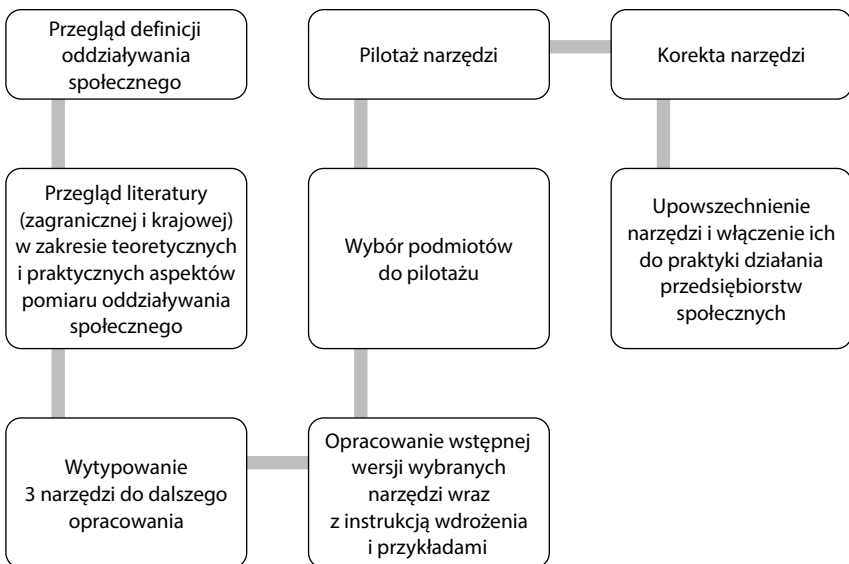 Przegląd definicji
oddziaływania
społecznego
Przegląd literatury
(zagranicznej i krajowej)
w zakresie teoretycznych
i praktycznych aspektów
pomiaru oddziaływania
społecznego
Wytypowanie
3 narzędzi do dalszego
opracowania
Opracowanie wstępnej
wersji wybranych
narzędzi wraz
z instrukcją wdrożenia
i przykładami
Wybór podmiotów
do pilotażu
Pilotaż narzędzi
Korekta narzędzi
Upowszechnienie
narzędzi i włączenie ich
do praktyki działania
przedsiębiorstw
społecznych